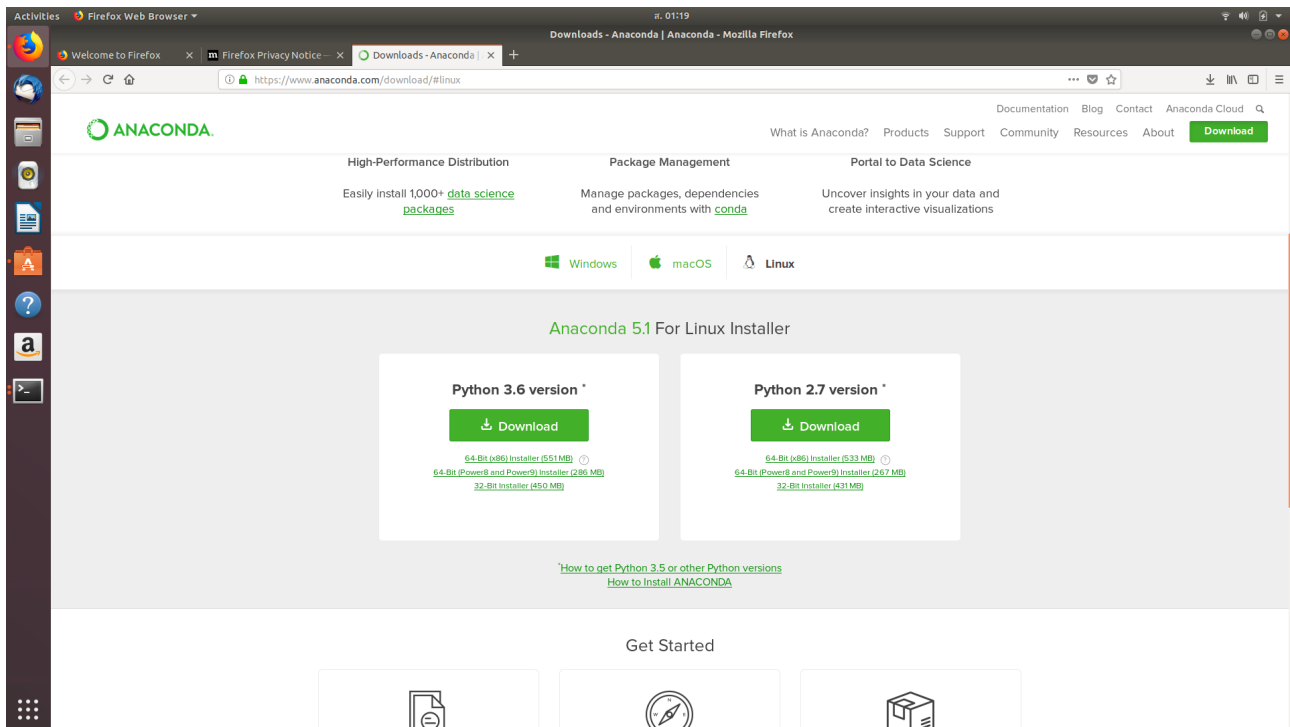 Activities Firefox Web Browser
ส. 01:19
Downloads - Anaconda | Anaconda - Mozilla Firefox
Welcome to Firefox
Firefox Privacy Notice —
Downloads - Anaconda |
https://www.anaconda.com/download/#linux
Documentation Blog Contact Anaconda Cloud
ANACONDA.
What is Anaconda? Products Support Community Resources About Download
High-Performance Distribution
Easily install 1,000+ data science
packages
Package Management
Manage packages, dependencies
and environments with conda
Portal to Data Science
Uncover insights in your data and
create interactive visualizations
Windows macOS Linux
Anaconda 5.1 For Linux Installer
Python 3.6 version *
Download
64-Bit (x86) Installer (551 MB) ?
64-Bit (Power8 and Power9) Installer (286 MB)
32-Bit Installer (450 MB)
Python 2.7 version *
Download
64-Bit (x86) Installer (533 MB) ?
64-Bit (Power8 and Power9) Installer (267 MB)
32-Bit Installer (431 MB)
*How to get Python 3.5 or other Python versions
How to Install ANACONDA
Get Started